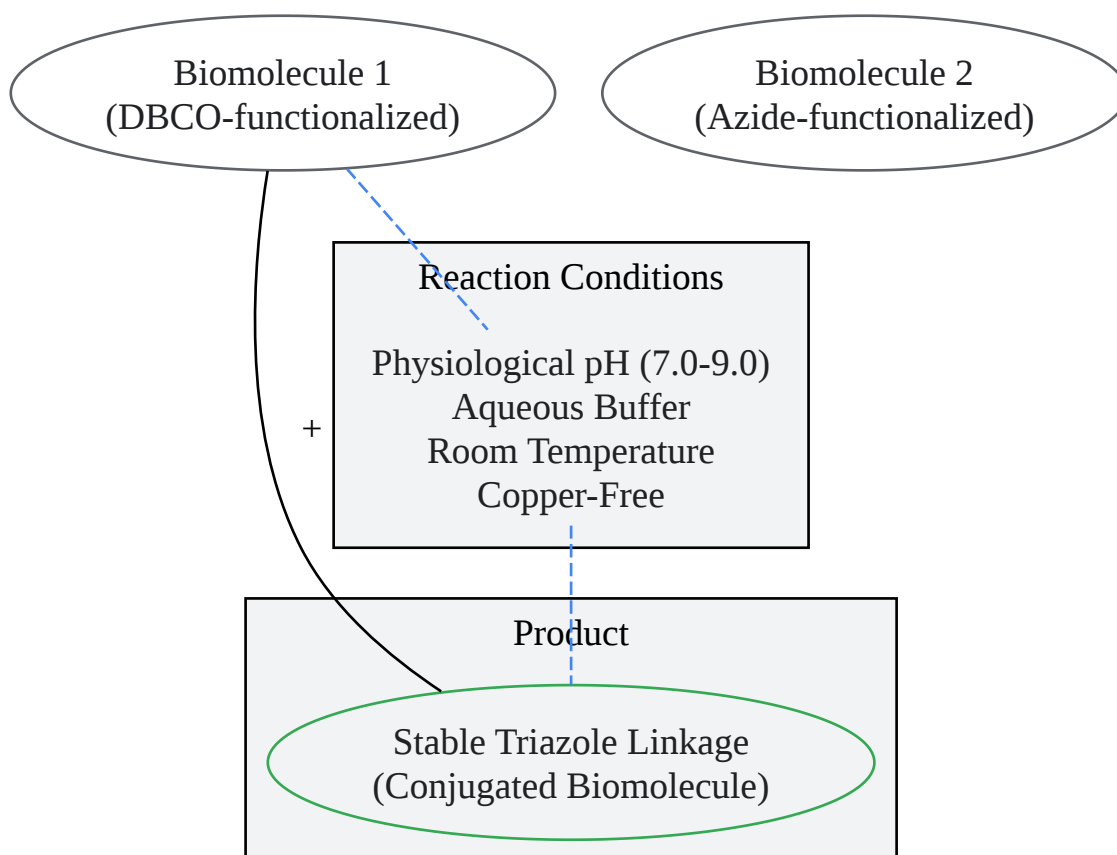 Biomolecule 1
(DBCO-functionalized)
Biomolecule 2
(Azide-functionalized)
Reaction Conditions
Physiological pH (7.0-9.0)
Aqueous Buffer
Room Temperature
Copper-Free
+
Product
Stable Triazole Linkage
(Conjugated Biomolecule)